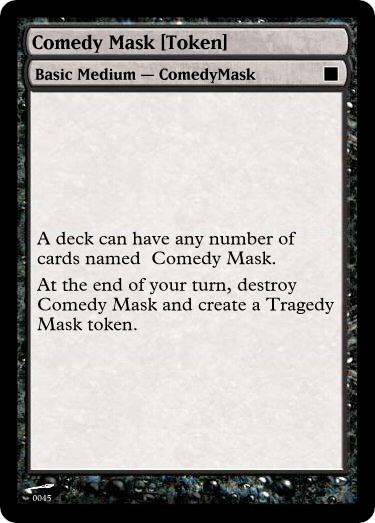 Comedy Mask [Token]
Basic Medium — ComedyMask
A deck can have any number of
cards named  Comedy Mask.
At the end of your turn, destroy
Comedy Mask and create a Tragedy
Mask token.
0045